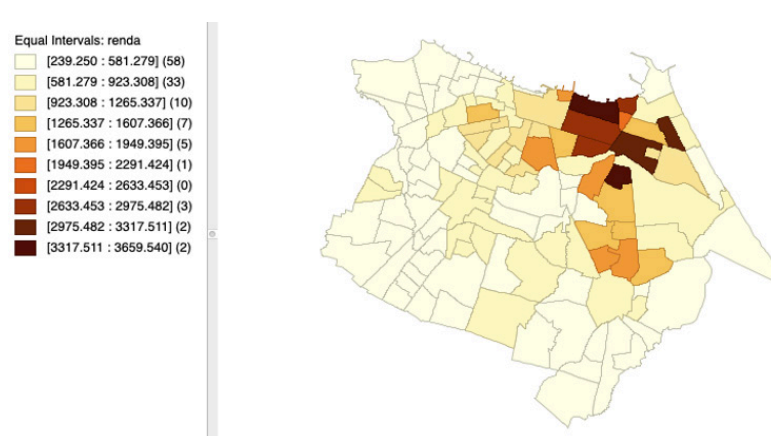 Equal Intervals: renda
[239.250 : 581.279] (58)
[581.279 : 923.308] (33)
[923.308 : 1265.337] (10)
[1265.337 : 1607.366] (7)
[1607.366 : 1949.395] (5)
[1949.395 : 2291.424] (1)
[2291.424 : 2633.453] (0)
[2633.453 : 2975.482] (3)
[2975.482 : 3317.511] (2)
[3317.511 : 3659.540] (2)